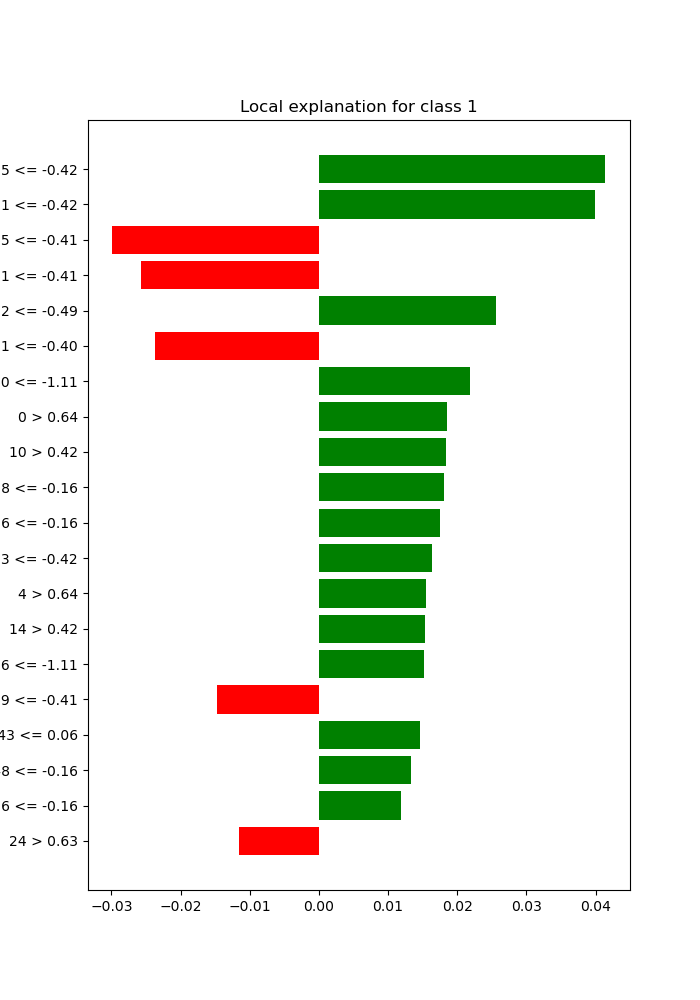 Local explanation for class 1
5 <= -0.42
1 <= -0.42
5 <= -0.41
1 <= -0.41
2 <= -0.49
1 <= -0.40
0 <= -1.11
0 > 0.64
10 > 0.42
8 <= -0.16
6 <= -0.16
3 <= -0.42
4 > 0.64
14 > 0.42
6 <= -1.11
9 <= -0.41
43 <= 0.06
8 <= -0.16
6 <= -0.16
24 > 0.63
−0.03 −0.02 −0.01 0.00 0.01 0.02 0.03 0.04